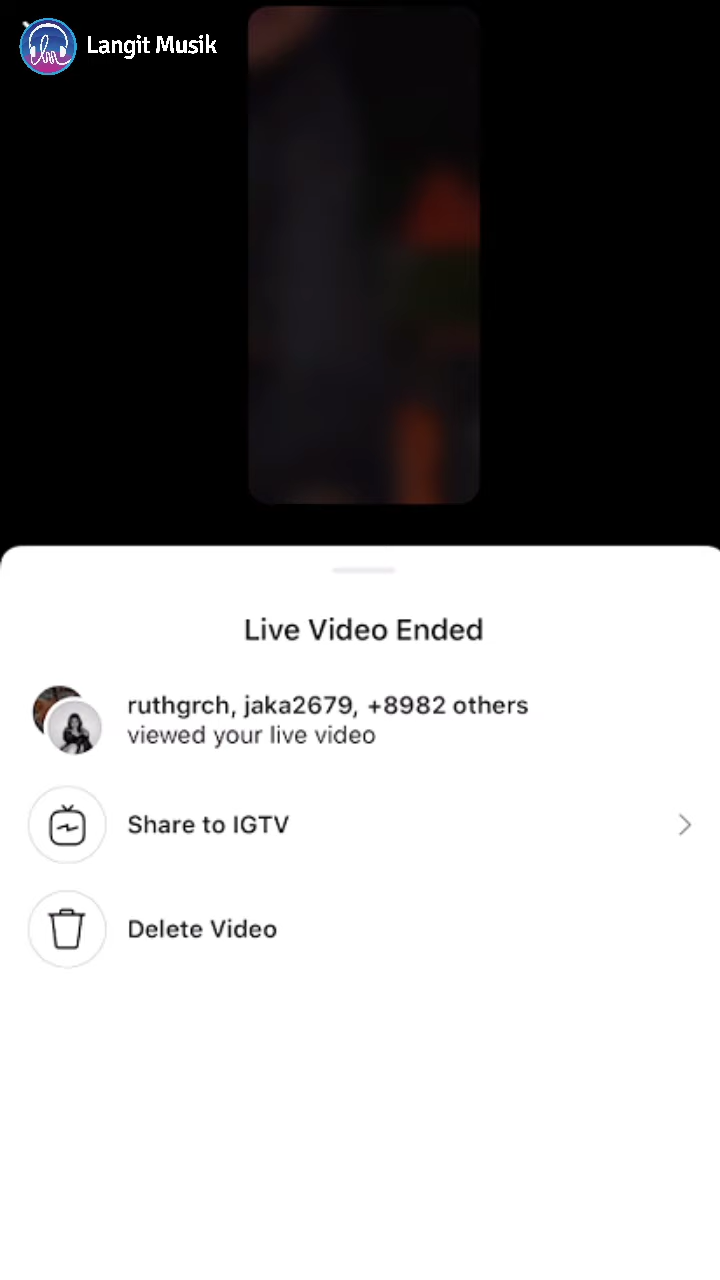 Langit Musik
Live Video Ended
ruthgrch, jaka2679, +8982 others
viewed your live video
Share to IGTV
Delete Video